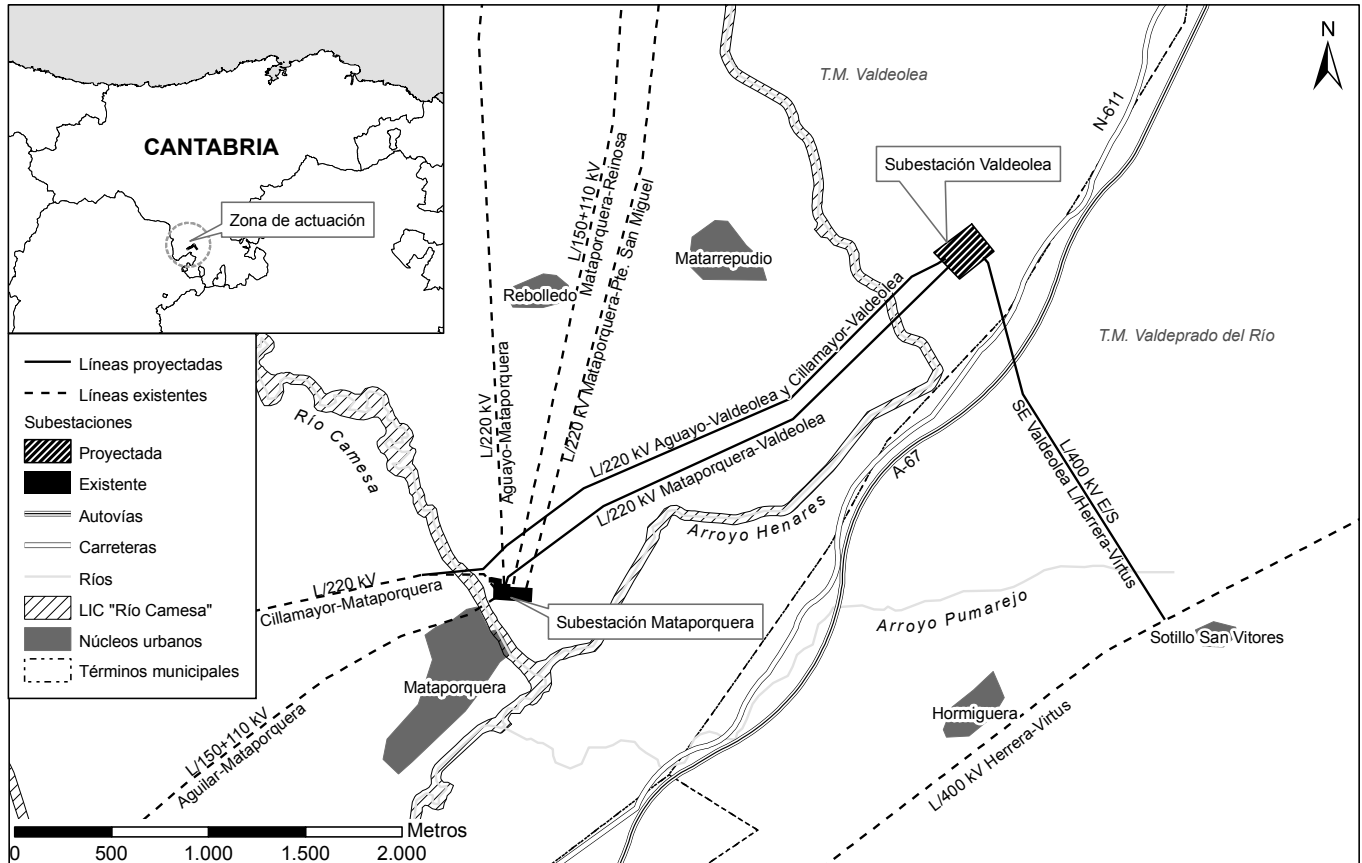 CANTABRIA
Zona de actuación
Líneas proyectadas
Líneas existentes
Subestaciones
Proyectada
Existente
Autovías
Carreteras
Ríos
LIC "Río Camesa"
Núcleos urbanos
Términos municipales
Metros
0 500 1.000 1.500 2.000
N
T.M. Valdeolea
N-611
Subestación Valdeolea
L/150+110 kV
Mataporquera-Reinosa
L/220 kV Mataporquera-Pte. San Miguel
Matarrepudio
Rebolledo
T.M. Valdeprado del Río
L/220 kV
Aguayo-Mataporquera
L/220 kV Aguayo-Valdeolea y Cillamayor-Valdeolea
L/220 kV Mataporquera-Valdeolea
Río Camesa
A-67
L/400 kV E/S
SE Valdeolea L/Herrera-Virtus
Arroyo Henares
L/220 kV
Cillamayor-Mataporquera
Subestación Mataporquera
Arroyo Pumarejo
Sotillo San Vitores
Mataporquera
Hormiguera
L/150+110 kV
Aguilar-Mataporquera
L/400 kV Herrera-Virtus